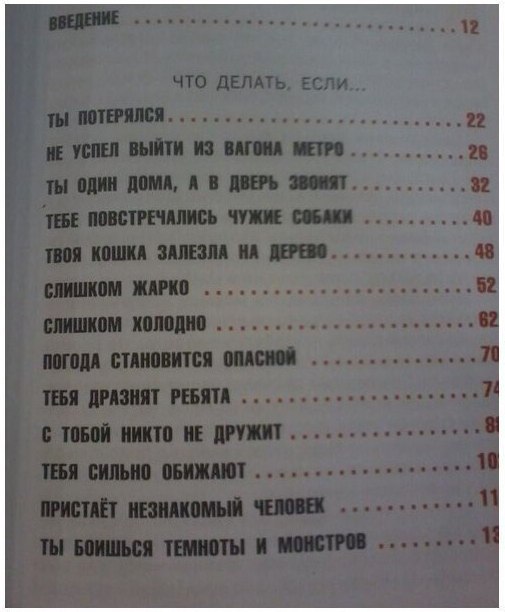 ВВЕДЕНИЕ ................................ 12
ЧТО ДЕЛАТЬ, ЕСЛИ...
ТЫ ПОТЕРЯЛСЯ ................................ 22
НЕ УСПЕЛ ВЫЙТИ ИЗ ВАГОНА МЕТРО ............ 26
ТЫ ОДИН ДОМА, А В ДВЕРЬ ЗВОНЯТ ............ 32
ТЕБЕ ПОВСТРЕЧАЛИСЬ ЧУЖИЕ СОБАКИ ........... 40
ТВОЯ КОШКА ЗАЛЕЗЛА НА ДЕРЕВО .............. 48
СЛИШКОМ ЖАРКО ............................. 52
СЛИШКОМ ХОЛОДНО ........................... 62
ПОГОДА СТАНОВИТСЯ ОПАСНОЙ ................. 70
ТЕБЯ ДРАЗНЯТ РЕБЯТА ....................... 74
С ТОБОЙ НИКТО НЕ ДРУЖИТ ...................
ТЕБЯ СИЛЬНО ОБИЖАЮТ .......................
ПРИСТАЁТ НЕЗНАКОМЫЙ ЧЕЛОВЕК ...............
ТЫ БОИШЬСЯ ТЕМНОТЫ И МОНСТРОВ .............